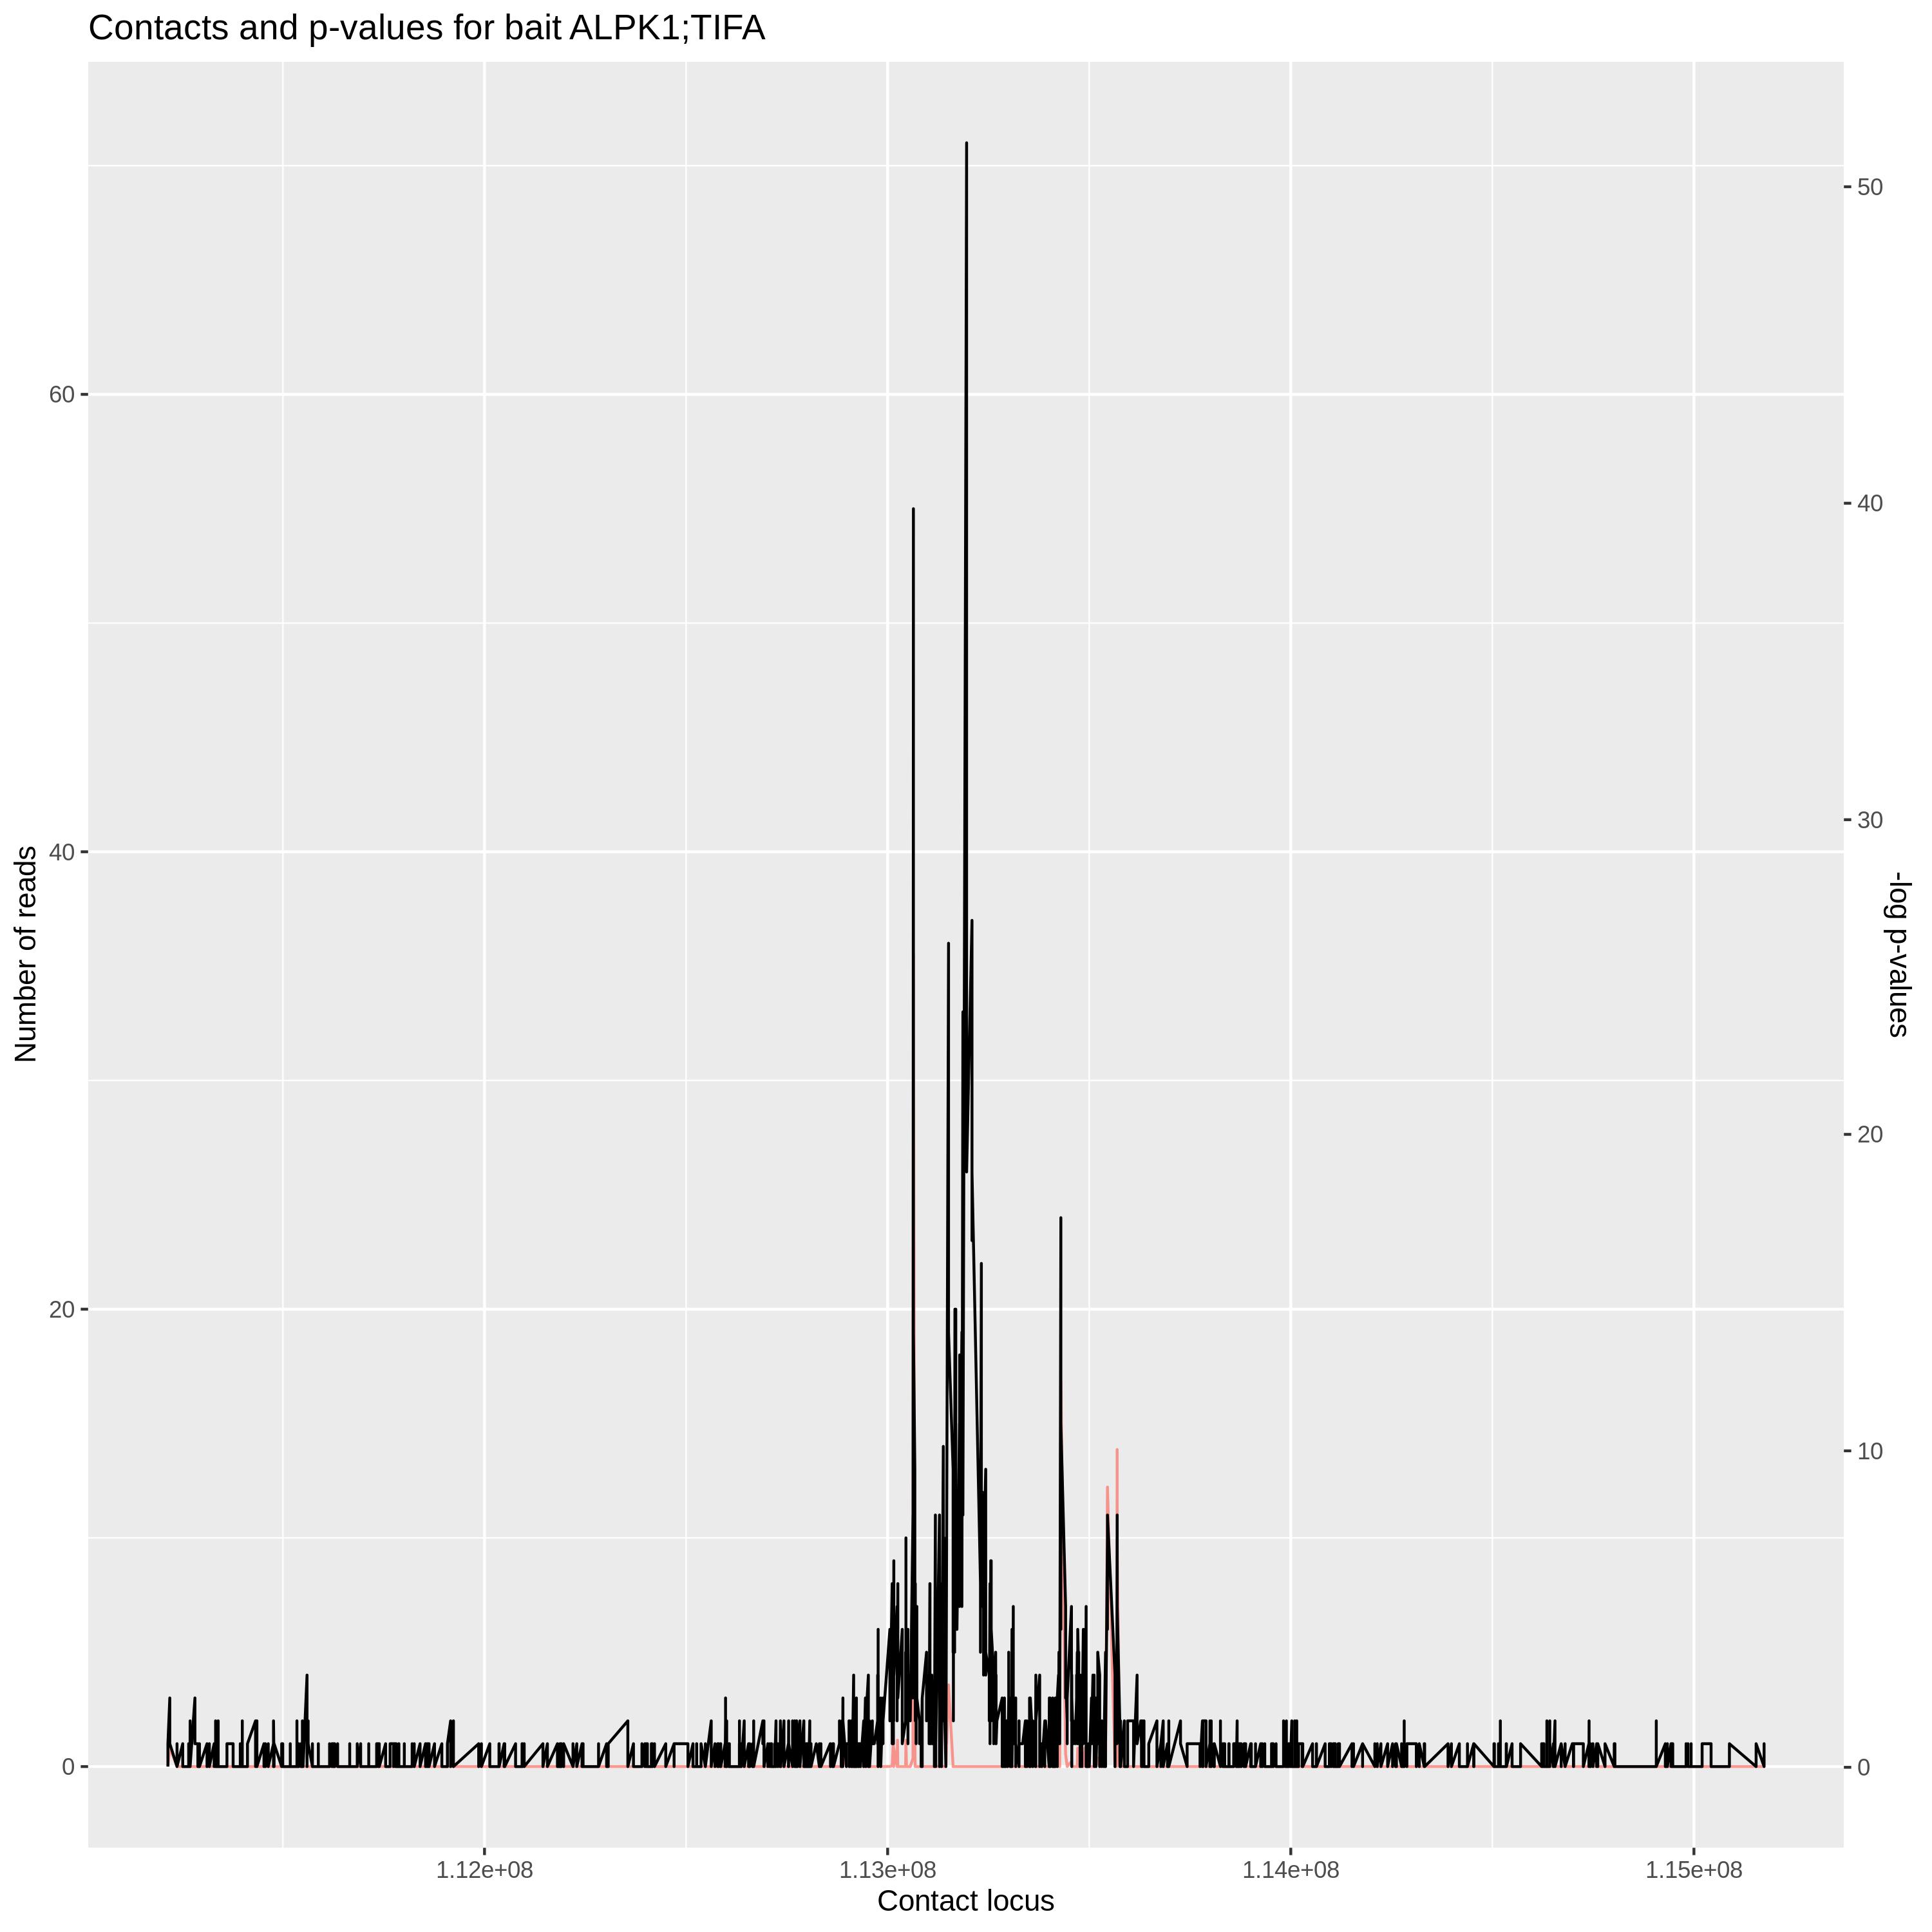 Contacts and p-values for bait ALPK1;TIFA
Number of reads
60
40
20
0
50
40
30
20
10
0
-log p-values
1.12e+08
1.13e+08
1.14e+08
1.15e+08
Contact locus